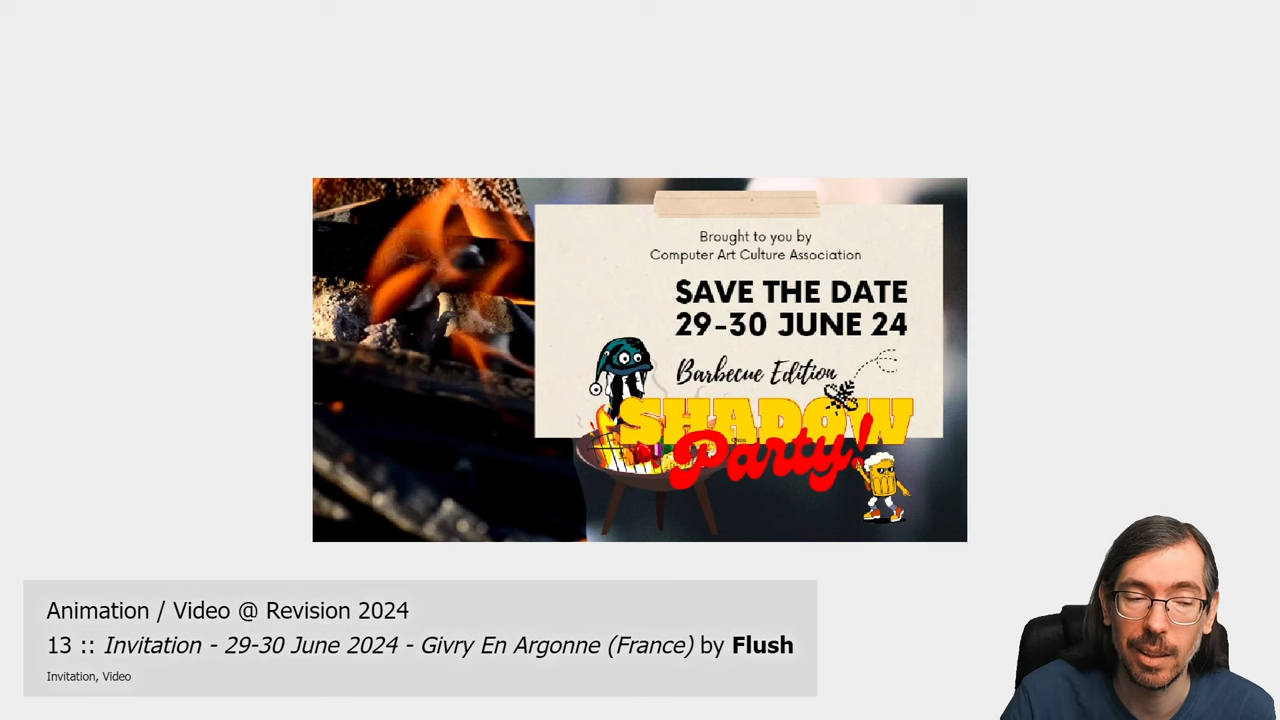 Brought to you by
Computer Art Culture Association
SAVE THE DATE
29-30 JUNE 24
Barbecue Edition
SHADOW
Party!
Animation / Video @ Revision 2024
13 :: Invitation - 29-30 June 2024 - Givry En Argonne (France) by Flush
Invitation, Video